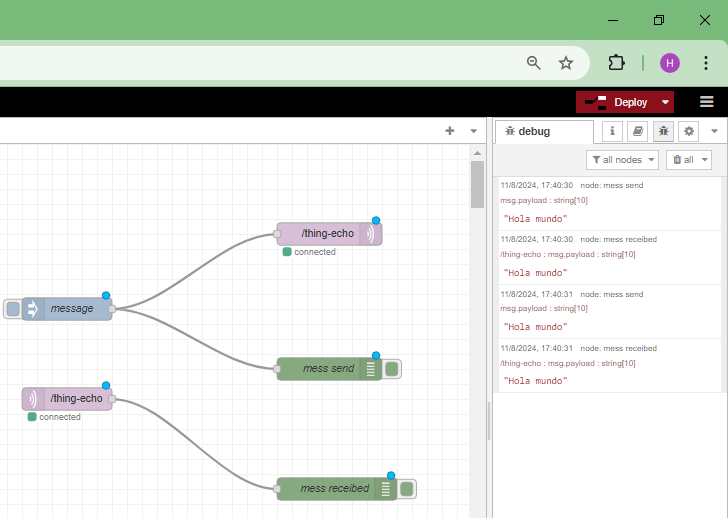 H
Deploy
debug
i
all nodes
all
11/8/2024, 17:40:30 node: mess send
msg.payload : string[10]
"Hola mundo"
11/8/2024, 17:40:30 node: mess receibed
/thing-echo : msg.payload : string[10]
"Hola mundo"
11/8/2024, 17:40:31 node: mess send
msg.payload : string[10]
"Hola mundo"
11/8/2024, 17:40:31 node: mess receibed
/thing-echo : msg.payload : string[10]
"Hola mundo"
/thing-echo
connected
message
mess send
/thing-echo
connected
mess receibed